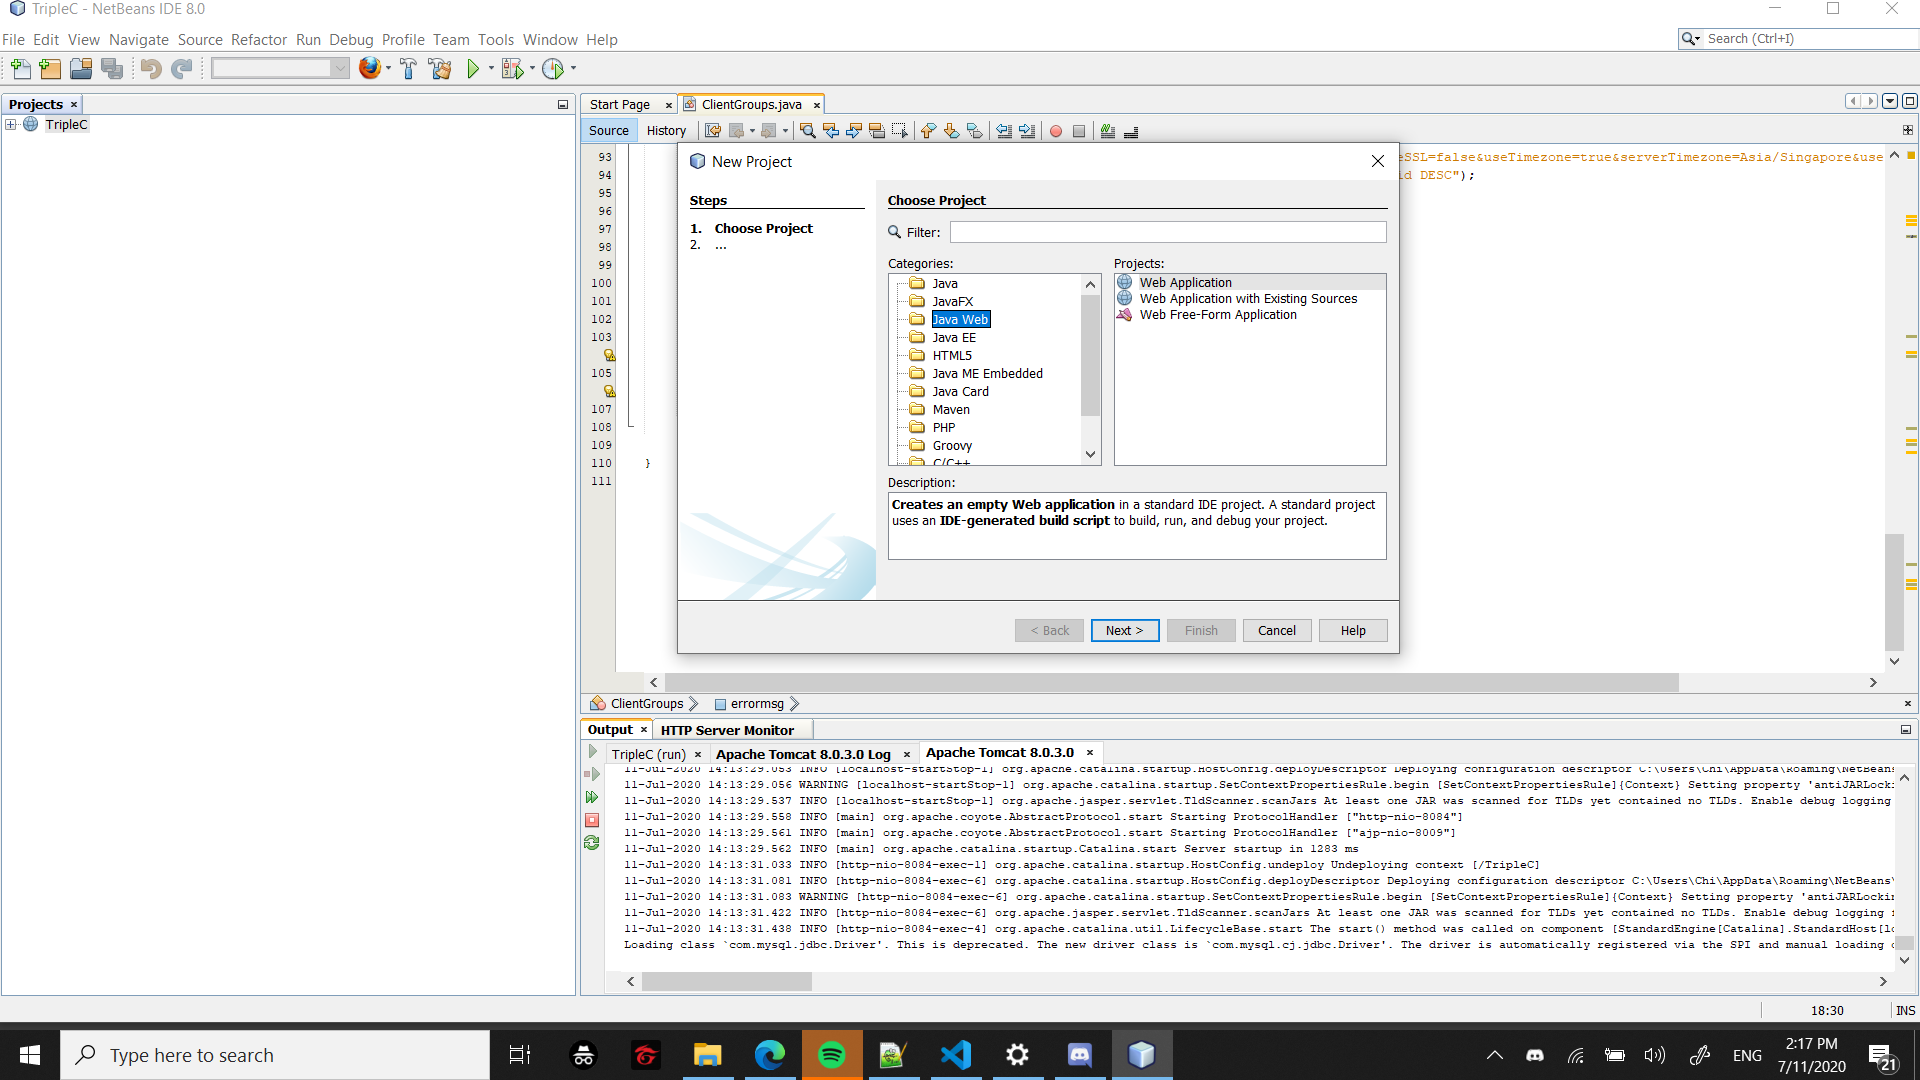 TripleC - NetBeans IDE 8.0
File Edit View Navigate Source Refactor Run Debug Profile Team Tools Window Help
Search (Ctrl+I)
Projects
TripleC
Start Page
ClientGroups.java
Source
History
93
94
95
96
97
98
99
100
101
102
103
105
107
108
109
110 }
111
eSSL=false&useTimezone=true&serverTimezone=Asia/Singapore&use
id DESC");
New Project
Steps
1. Choose Project
2. ...
Choose Project
Filter:
Categories:
Java
JavaFX
Java Web
Java EE
HTML5
Java ME Embedded
Java Card
Maven
PHP
Groovy
C/C++
Projects:
Web Application
Web Application with Existing Sources
Web Free-Form Application
Description:
Creates an empty Web application in a standard IDE project. A standard project
uses an IDE-generated build script to build, run, and debug your project.
< Back
Next >
Finish
Cancel
Help
ClientGroups
errormsg
Output
HTTP Server Monitor
TripleC (run)
Apache Tomcat 8.0.3.0 Log
Apache Tomcat 8.0.3.0
11-Jul-2020 14:13:29.053 INFO [localhost-startStop-1] org.apache.catalina.startup.HostConfig.deployDescriptor Deploying configuration descriptor C:\Users\Chi\AppData\Roaming\NetBeans
11-Jul-2020 14:13:29.056 WARNING [localhost-startStop-1] org.apache.catalina.startup.SetContextPropertiesRule.begin [SetContextPropertiesRule]{Context} Setting property 'antiJARLocki
11-Jul-2020 14:13:29.537 INFO [localhost-startStop-1] org.apache.jasper.servlet.TldScanner.scanJars At least one JAR was scanned for TLDs yet contained no TLDs. Enable debug logging
11-Jul-2020 14:13:29.558 INFO [main] org.apache.coyote.AbstractProtocol.start Starting ProtocolHandler ["http-nio-8084"]
11-Jul-2020 14:13:29.561 INFO [main] org.apache.coyote.AbstractProtocol.start Starting ProtocolHandler ["ajp-nio-8009"]
11-Jul-2020 14:13:29.562 INFO [main] org.apache.catalina.startup.Catalina.start Server startup in 1283 ms
11-Jul-2020 14:13:31.033 INFO [http-nio-8084-exec-1] org.apache.catalina.startup.HostConfig.undeploy Undeploying context [/TripleC]
11-Jul-2020 14:13:31.081 INFO [http-nio-8084-exec-6] org.apache.catalina.startup.HostConfig.deployDescriptor Deploying configuration descriptor C:\Users\Chi\AppData\Roaming\NetBeans\
11-Jul-2020 14:13:31.083 WARNING [http-nio-8084-exec-6] org.apache.catalina.startup.SetContextPropertiesRule.begin [SetContextPropertiesRule]{Context} Setting property 'antiJARLockin
11-Jul-2020 14:13:31.422 INFO [http-nio-8084-exec-6] org.apache.jasper.servlet.TldScanner.scanJars At least one JAR was scanned for TLDs yet contained no TLDs. Enable debug logging
11-Jul-2020 14:13:31.438 INFO [http-nio-8084-exec-4] org.apache.catalina.util.LifecycleBase.start The start() method was called on component [StandardEngine[Catalina].StandardHost[lo
Loading class `com.mysql.jdbc.Driver'. This is deprecated. The new driver class is `com.mysql.cj.jdbc.Driver'. The driver is automatically registered via the SPI and manual loading
18:30
INS
Type here to search
ENG
2:17 PM
7/11/2020
21